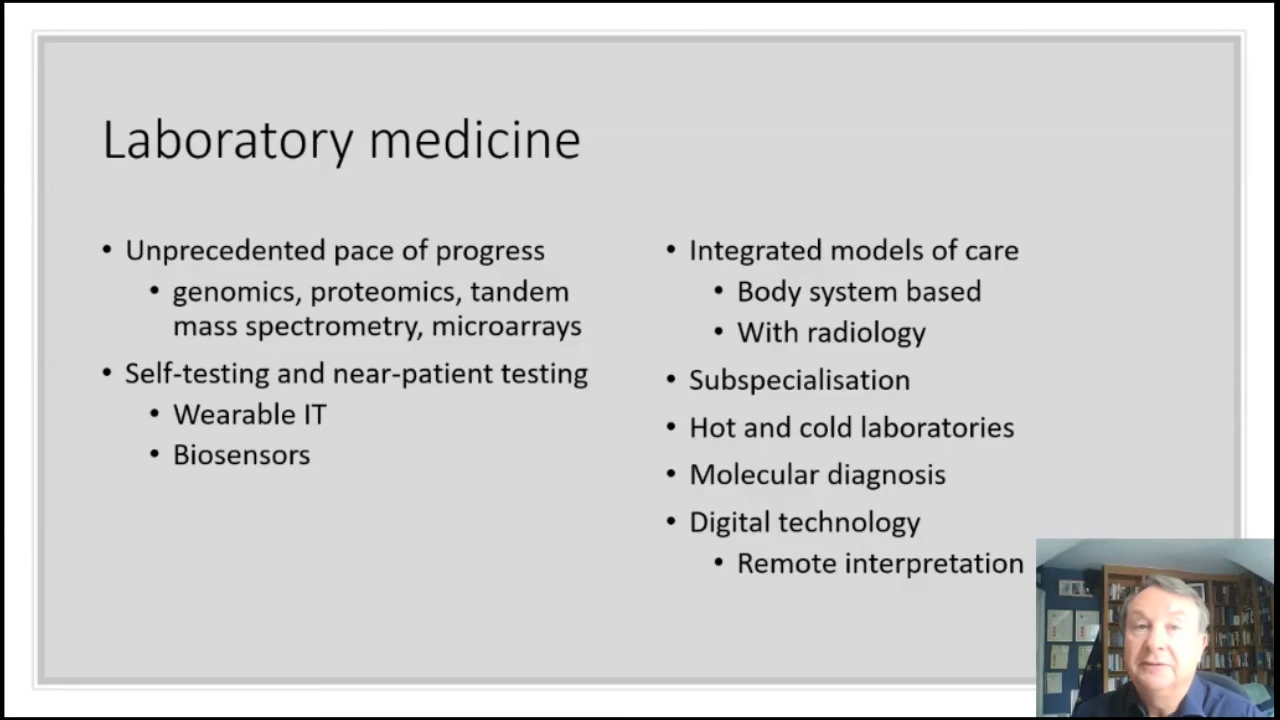 Laboratory medicine
• Unprecedented pace of progress
• genomics, proteomics, tandem
mass spectrometry, microarrays
• Self-testing and near-patient testing
• Wearable IT
• Biosensors
• Integrated models of care
• Body system based
• With radiology
• Subspecialisation
• Hot and cold laboratories
• Molecular diagnosis
• Digital technology
• Remote interpretation